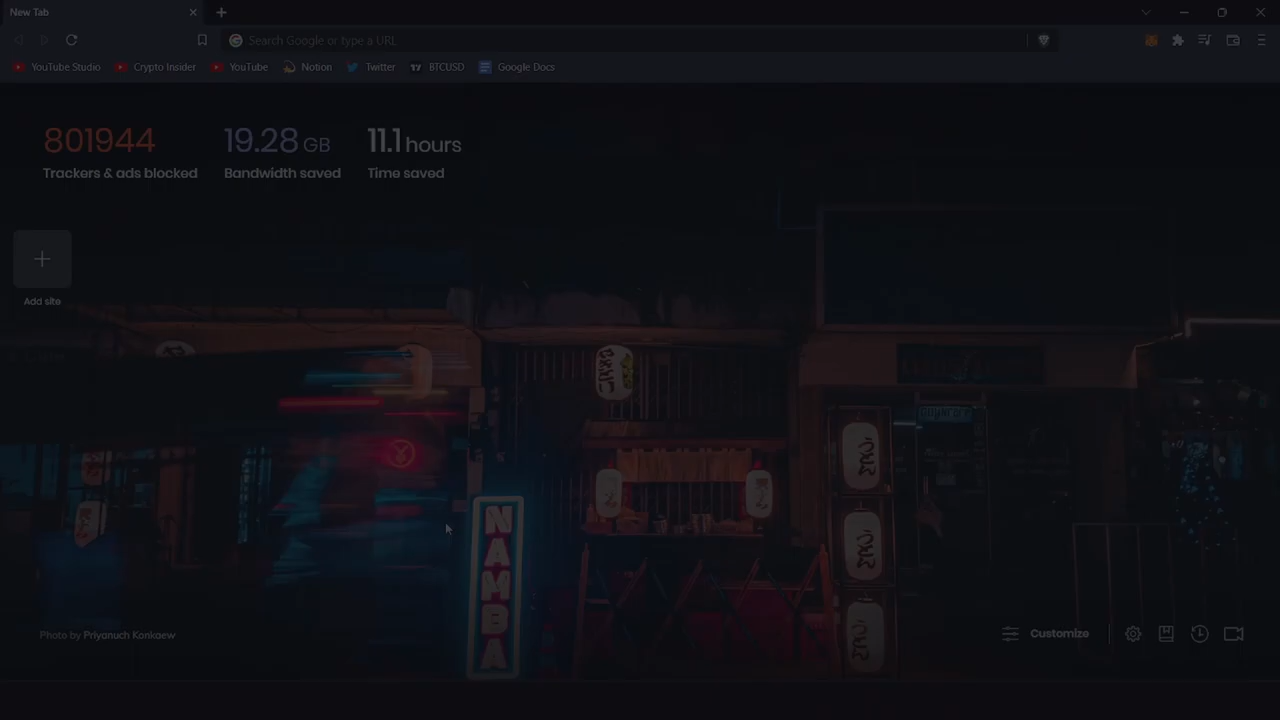 New Tab
Search Google or type a URL
YouTube Studio
Crypto Insider
YouTube
Notion
Twitter
BTCUSD
Google Docs
801944
19.28 GB
11.1 hours
Trackers & ads blocked
Bandwidth saved
Time saved
Add site
NAMBA
Photo by Priyanuch Konkaew
Customize